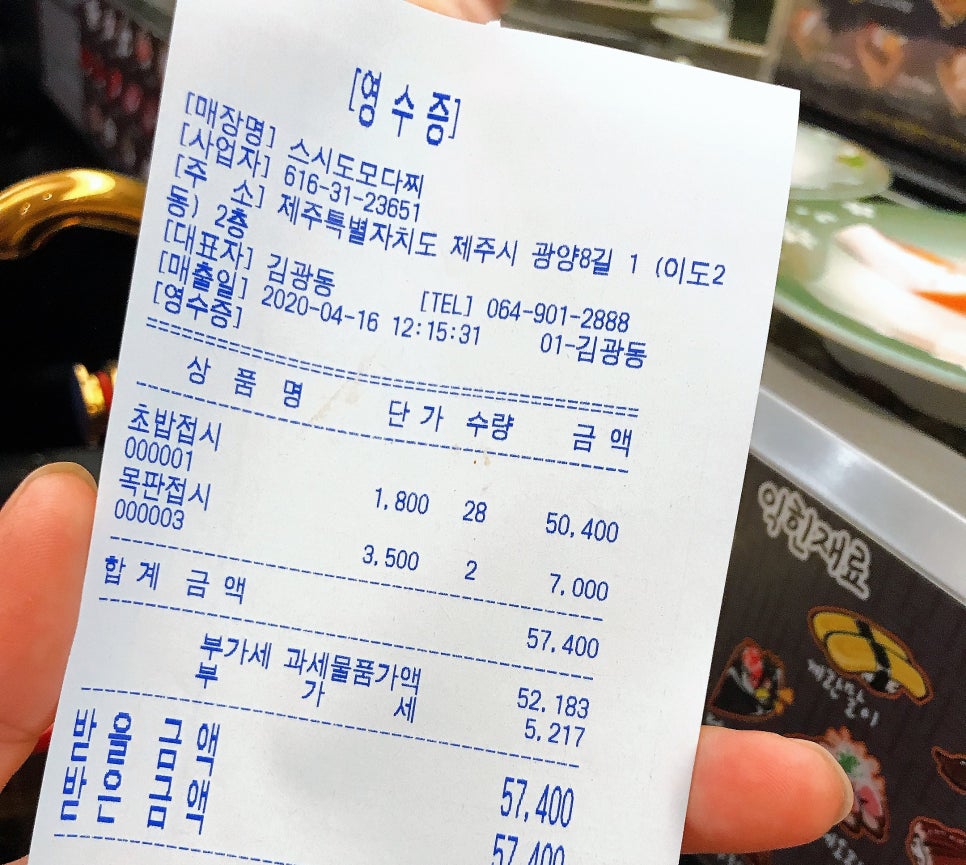 [영수증]
[매장명] 스시도모다찌
[사업자] 616-31-23651
[주 소] 제주특별자치도 제주시 광양8길 1 (이도2
동) 2층
[대표자] 김광동 [TEL] 064-901-2888
[매출일] 2020-04-16 12:15:31 01-김광동
[영수증]
상 품 명 단 가 수량 금 액
초밥접시
000001 1,800 28 50,400
목판접시
000003 3,500 2 7,000
합 계 금 액 57,400
부가세 과세물품가액 52,183
부 가 세 5,217
받 을 금 액 57,400
받 은 금 액 57,400
익힌재료
계란말이